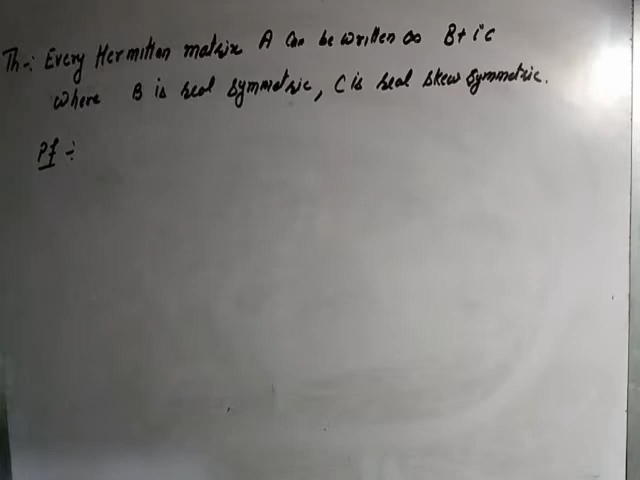 Th-: Every Hermitian matrix A can be written as B+ic
where B is real symmetric, C is real skew symmetric.
Pf ÷